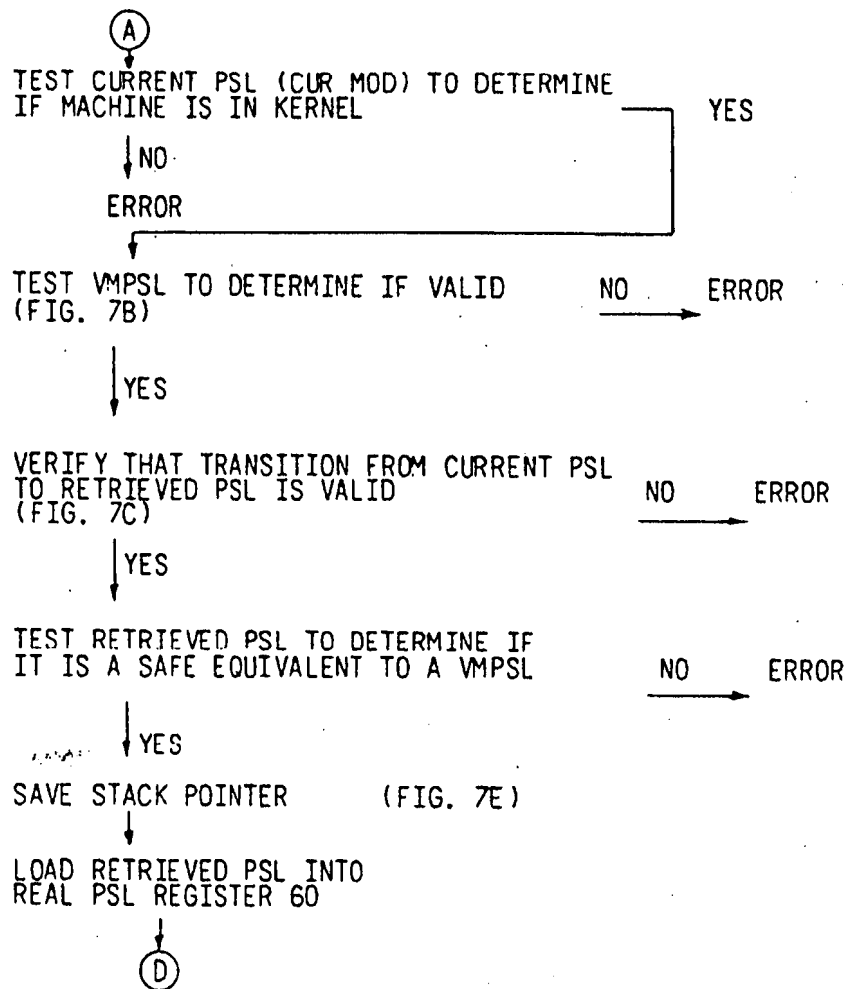 A
TEST CURRENT PSL (CUR MOD) TO DETERMINE
IF MACHINE IS IN KERNEL
YES
NO
ERROR
TEST VMPSL TO DETERMINE IF VALID NO ERROR
(FIG. 7B)
YES
VERIFY THAT TRANSITION FROM CURRENT PSL
TO RETRIEVED PSL IS VALID NO ERROR
(FIG. 7C)
YES
TEST RETRIEVED PSL TO DETERMINE IF
IT IS A SAFE EQUIVALENT TO A VMPSL NO ERROR
YES
SAVE STACK POINTER (FIG. 7E)
LOAD RETRIEVED PSL INTO
REAL PSL REGISTER 60
D